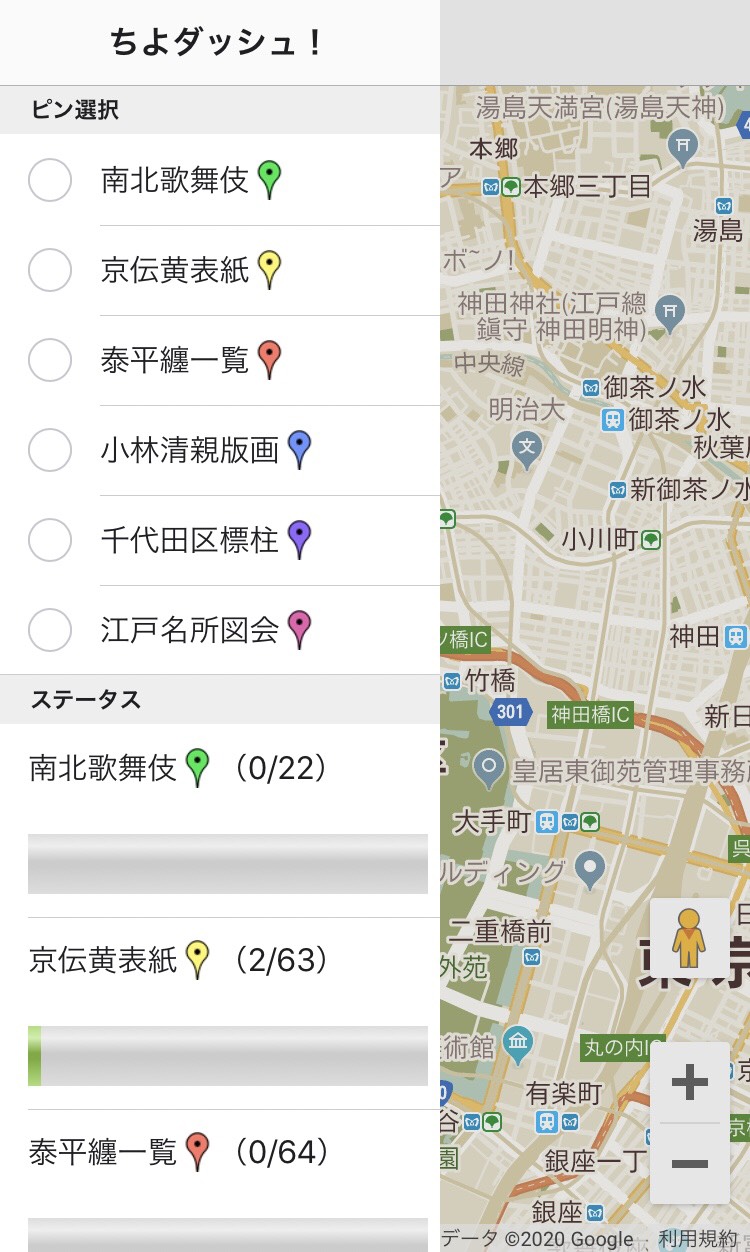 ちよダッシュ！
ピン選択
南北歌舞伎
京伝黄表紙
泰平纏一覧
小林清親版画
千代田区標柱
江戸名所図会
ステータス
南北歌舞伎（0/22）
京伝黄表紙（2/63）
泰平纏一覧（0/64）
湯島天満宮(湯島天神)
本郷
ア
本郷三丁目
湯島
ボ~ノ!
神田神社(江戸總
鎮守 神田明神)
中央線
御茶ノ水
明治大
御茶ノ水
文
秋葉
新御茶ノ水
小川町
ノ橋IC
神田
竹橋
301
神田橋IC
新日
皇居東御苑管理事務
大手町
呉
ルディング
二重橋前
外苑
東京
術館
丸の内IC
有楽町
谷
園
銀座一丁
銀座
データ ©2020 Google
利用規約